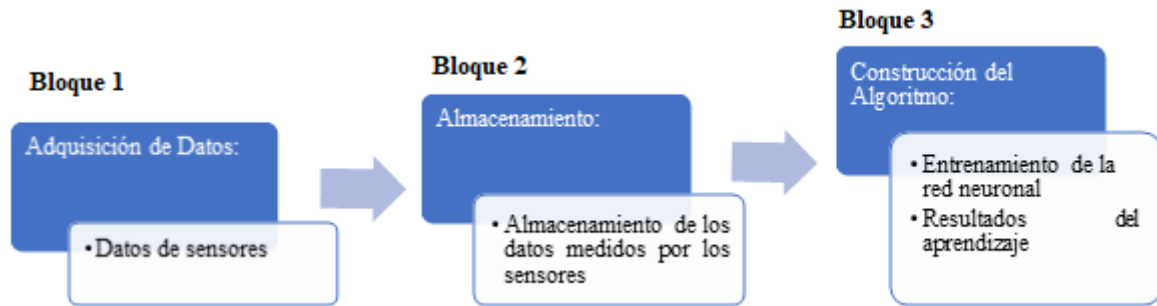 Bloque 1
Adquisición de Datos:
• Datos de sensores
Bloque 2
Almacenamiento:
• Almacenamiento de los
datos medidos por los
sensores
Bloque 3
Construcción del
Algoritmo:
• Entrenamiento de la
red neuronal
• Resultados del
aprendizaje